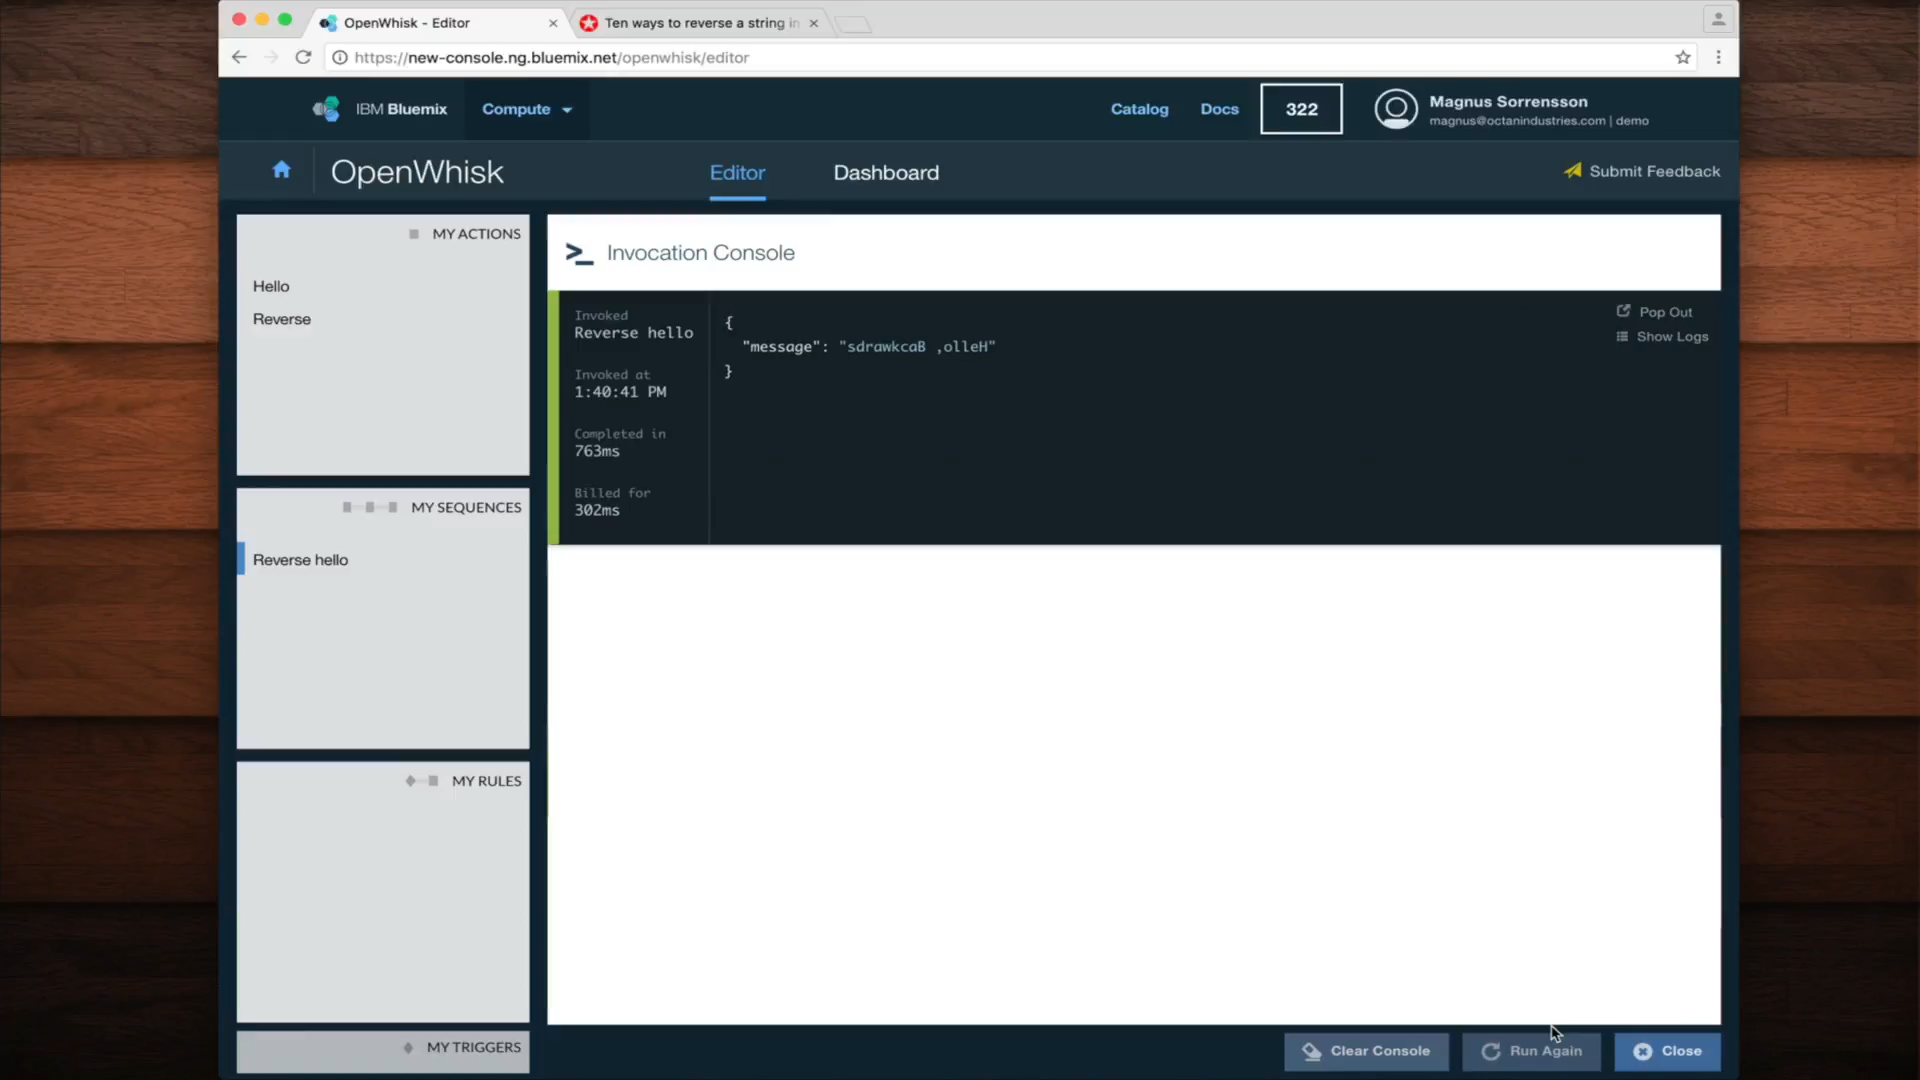 OpenWhisk - Editor
Ten ways to reverse a string in
https://new-console.ng.bluemix.net/openwhisk/editor
IBM Bluemix
Compute
Catalog
Docs
322
Magnus Sorrensson
magnus@octanindustries.com | demo
OpenWhisk
Editor
Dashboard
Submit Feedback
MY ACTIONS
Hello
Reverse
MY SEQUENCES
Reverse hello
MY RULES
MY TRIGGERS
>_ Invocation Console
Invoked
Reverse hello
Invoked at
1:40:41 PM
Completed in
763ms
Billed for
302ms
{
"message": "sdrawkcaB ,olleH"
}
Pop Out
Show Logs
Clear Console
Run Again
Close